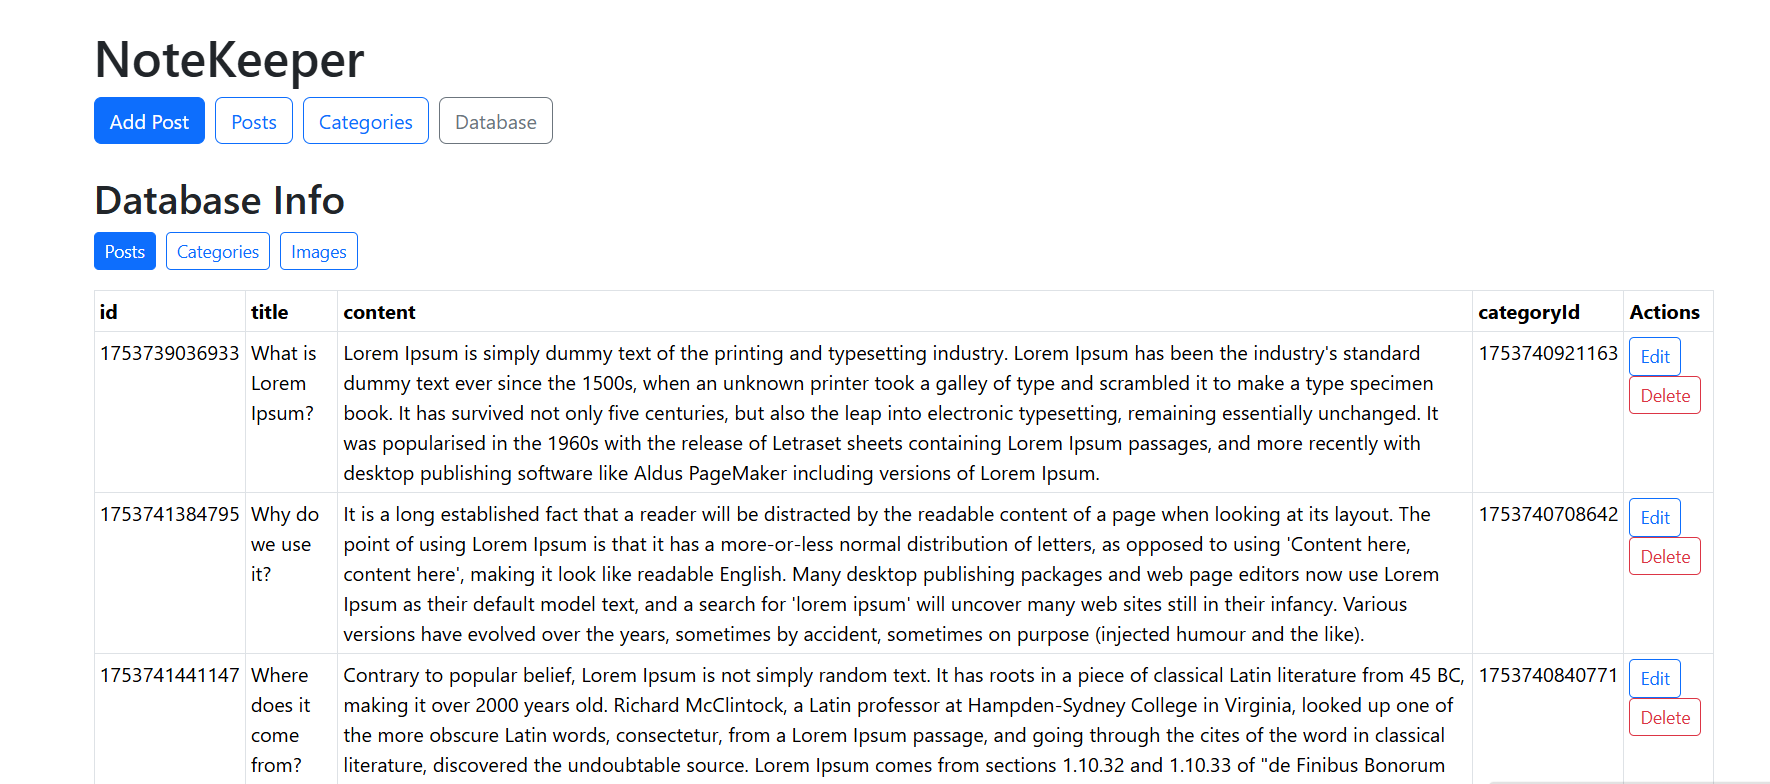 NoteKeeper
Add Post Posts Categories Database
Database Info
Posts Categories Images
id title content categoryId Actions
1753739036933 What is Lorem Ipsum is simply dummy text of the printing and typesetting industry. Lorem Ipsum has been the industry's standard 1753740921163 Edit
Lorem dummy text ever since the 1500s, when an unknown printer took a galley of type and scrambled it to make a type specimen Delete
Ipsum? book. It has survived not only five centuries, but also the leap into electronic typesetting, remaining essentially unchanged. It
was popularised in the 1960s with the release of Letraset sheets containing Lorem Ipsum passages, and more recently with
desktop publishing software like Aldus PageMaker including versions of Lorem Ipsum.
1753741384795 Why do It is a long established fact that a reader will be distracted by the readable content of a page when looking at its layout. The 1753740708642 Edit
we use point of using Lorem Ipsum is that it has a more-or-less normal distribution of letters, as opposed to using 'Content here, Delete
it? content here', making it look like readable English. Many desktop publishing packages and web page editors now use Lorem
Ipsum as their default model text, and a search for 'lorem ipsum' will uncover many web sites still in their infancy. Various
versions have evolved over the years, sometimes by accident, sometimes on purpose (injected humour and the like).
1753741441147 Where Contrary to popular belief, Lorem Ipsum is not simply random text. It has roots in a piece of classical Latin literature from 45 BC, 1753740840771 Edit
does it making it over 2000 years old. Richard McClintock, a Latin professor at Hampden-Sydney College in Virginia, looked up one of Delete
come the more obscure Latin words, consectetur, from a Lorem Ipsum passage, and going through the cites of the word in classical
from? literature, discovered the undoubtable source. Lorem Ipsum comes from sections 1.10.32 and 1.10.33 of "de Finibus Bonorum